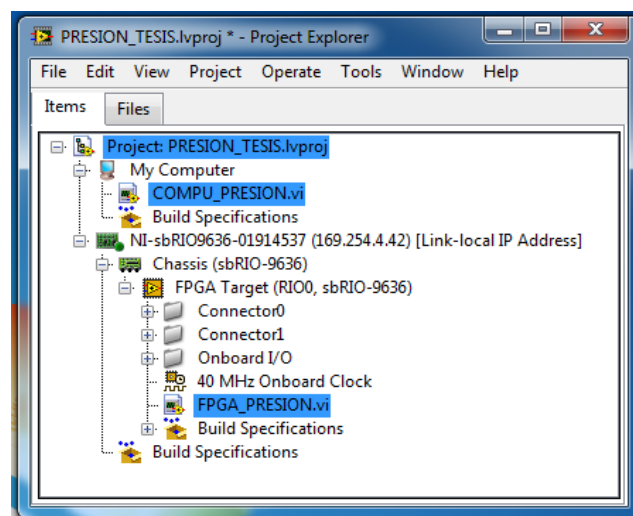 PRESION_TESIS.lvproj * - Project Explorer
File Edit View Project Operate Tools Window Help
Items Files
Project: PRESION_TESIS.lvproj
My Computer
COMPU_PRESION.vi
Build Specifications
NI-sbRIO9636-01914537 (169.254.4.42) [Link-local IP Address]
Chassis (sbRIO-9636)
FPGA Target (RIO0, sbRIO-9636)
Connector0
Connector1
Onboard I/O
40 MHz Onboard Clock
FPGA_PRESION.vi
Build Specifications
Build Specifications